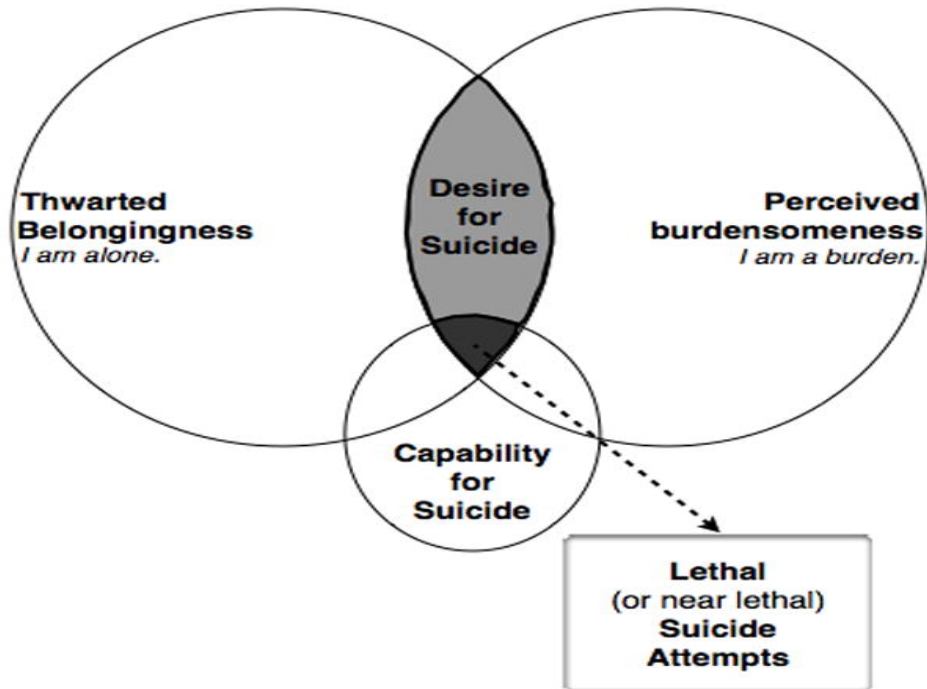 Thwarted
Belongingness
I am alone.
Desire
for
Suicide
Perceived
burdensomeness
I am a burden.
Capability
for
Suicide
Lethal
(or near lethal)
Suicide
Attempts